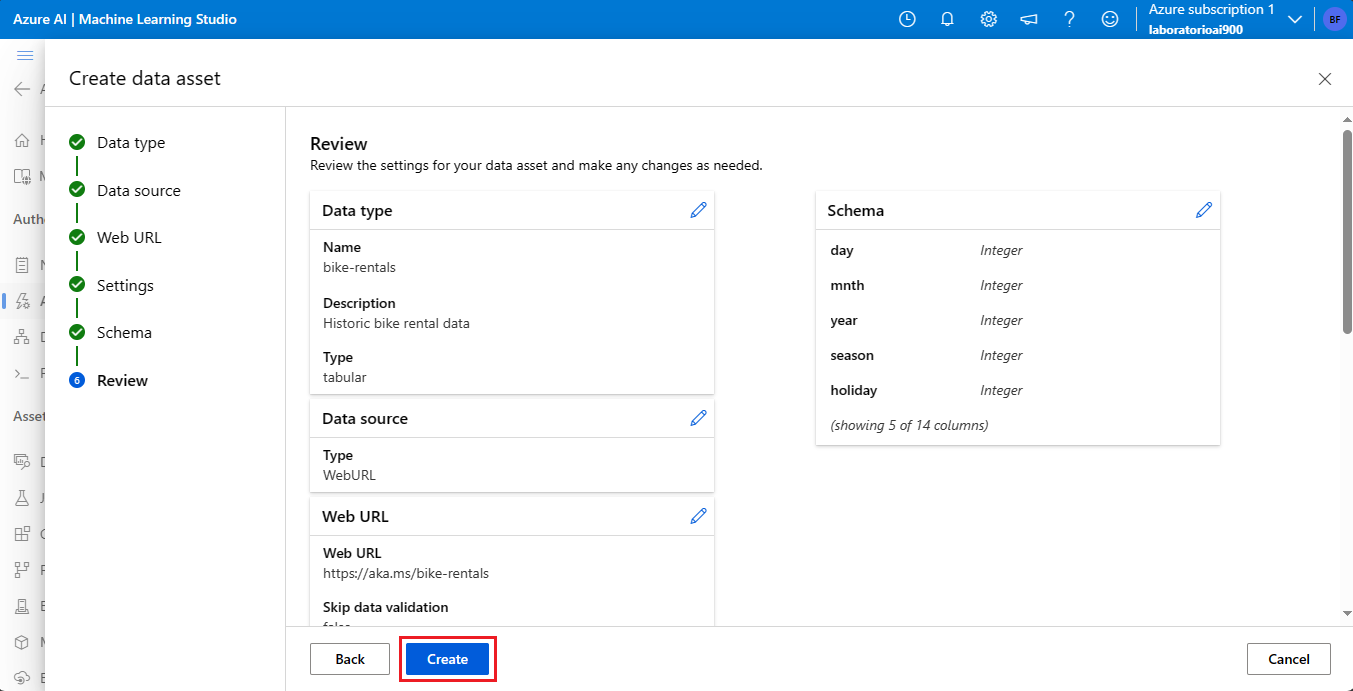 Azure AI | Machine Learning Studio
Azure subscription 1
laboratorioai900
BF
Create data asset
Data type
Data source
Web URL
Settings
Schema
6 Review
Review
Review the settings for your data asset and make any changes as needed.
Data type
Name
bike-rentals
Description
Historic bike rental data
Type
tabular
Data source
Type
WebURL
Web URL
Web URL
https://aka.ms/bike-rentals
Skip data validation
Schema
day Integer
mnth Integer
year Integer
season Integer
holiday Integer
(showing 5 of 14 columns)
Back
Create
Cancel